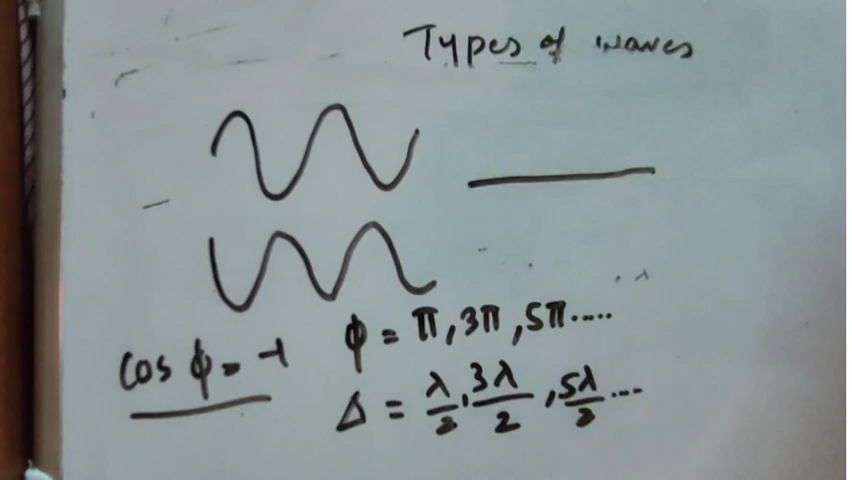 Types of waves
φ = π, 3π, 5π.....
cos φ = -1
Δ = λ/2, 3λ/2, 5λ/2 ...